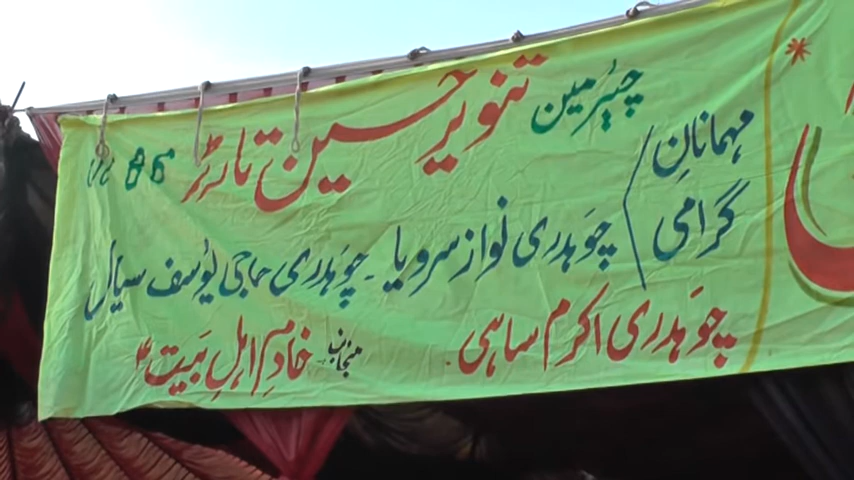 چیئرمین تنویر حسین تارڑ
مہمانانِ گرامی
چوہدری نواز سرویا ۔ چوہدری حاجی یوسف سیال
چوہدری اکرم ساہی
منجانب خادم اہلِ بیت